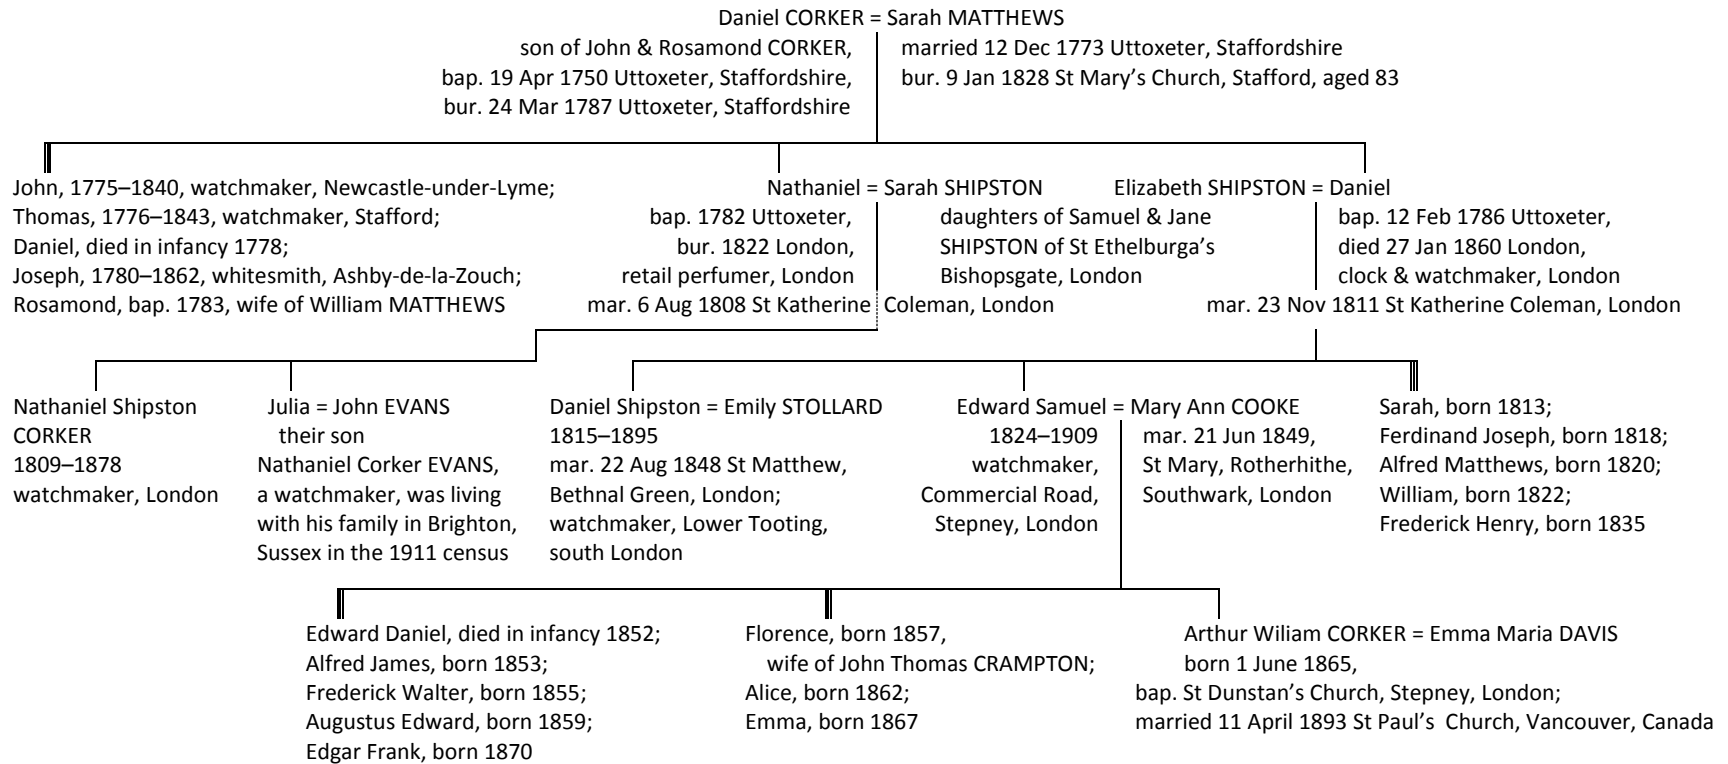 Daniel CORKER = Sarah MATTHEWS
son of John & Rosamond CORKER,
bap. 19 Apr 1750 Uttoxeter, Staffordshire,
bur. 24 Mar 1787 Uttoxeter, Staffordshire
married 12 Dec 1773 Uttoxeter, Staffordshire
bur. 9 Jan 1828 St Mary’s Church, Stafford, aged 83
John, 1775–1840, watchmaker, Newcastle-under-Lyme;
Thomas, 1776–1843, watchmaker, Stafford;
Daniel, died in infancy 1778;
Joseph, 1780–1862, whitesmith, Ashby-de-la-Zouch;
Rosamond, bap. 1783, wife of William MATTHEWS
Nathaniel = Sarah SHIPSTON
bap. 1782 Uttoxeter,
bur. 1822 London,
retail perfumer, London
mar. 6 Aug 1808 St Katherine Coleman, London
daughters of Samuel & Jane
SHIPSTON of St Ethelburga’s
Bishopsgate, London
Elizabeth SHIPSTON = Daniel
bap. 12 Feb 1786 Uttoxeter,
died 27 Jan 1860 London,
clock & watchmaker, London
mar. 23 Nov 1811 St Katherine Coleman, London
Nathaniel Shipston
CORKER
1809–1878
watchmaker, London
Julia = John EVANS
their son
Nathaniel Corker EVANS,
a watchmaker, was living
with his family in Brighton,
Sussex in the 1911 census
Daniel Shipston = Emily STOLLARD
1815–1895
mar. 22 Aug 1848 St Matthew,
Bethnal Green, London;
watchmaker, Lower Tooting,
south London
Edward Samuel = Mary Ann COOKE
1824–1909
watchmaker,
Commercial Road,
Stepney, London
mar. 21 Jun 1849,
St Mary, Rotherhithe,
Southwark, London
Sarah, born 1813;
Ferdinand Joseph, born 1818;
Alfred Matthews, born 1820;
William, born 1822;
Frederick Henry, born 1835
Edward Daniel, died in infancy 1852;
Alfred James, born 1853;
Frederick Walter, born 1855;
Augustus Edward, born 1859;
Edgar Frank, born 1870
Florence, born 1857,
wife of John Thomas CRAMPTON;
Alice, born 1862;
Emma, born 1867
Arthur Wiliam CORKER = Emma Maria DAVIS
born 1 June 1865,
bap. St Dunstan’s Church, Stepney, London;
married 11 April 1893 St Paul’s Church, Vancouver, Canada